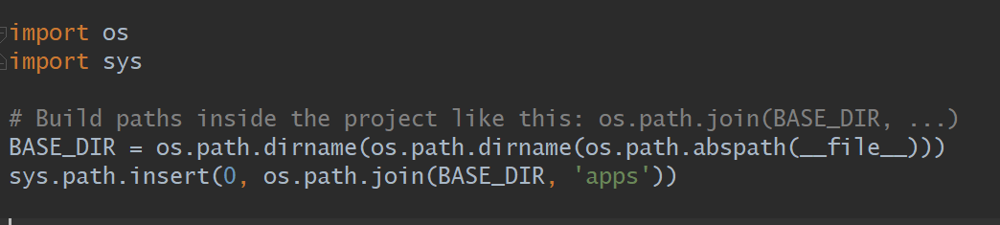 import os
import sys
# Build paths inside the project like this: os.path.join(BASE_DIR, ...)
BASE_DIR = os.path.dirname(os.path.dirname(os.path.abspath(__file__)))
sys.path.insert(0, os.path.join(BASE_DIR, 'apps'))